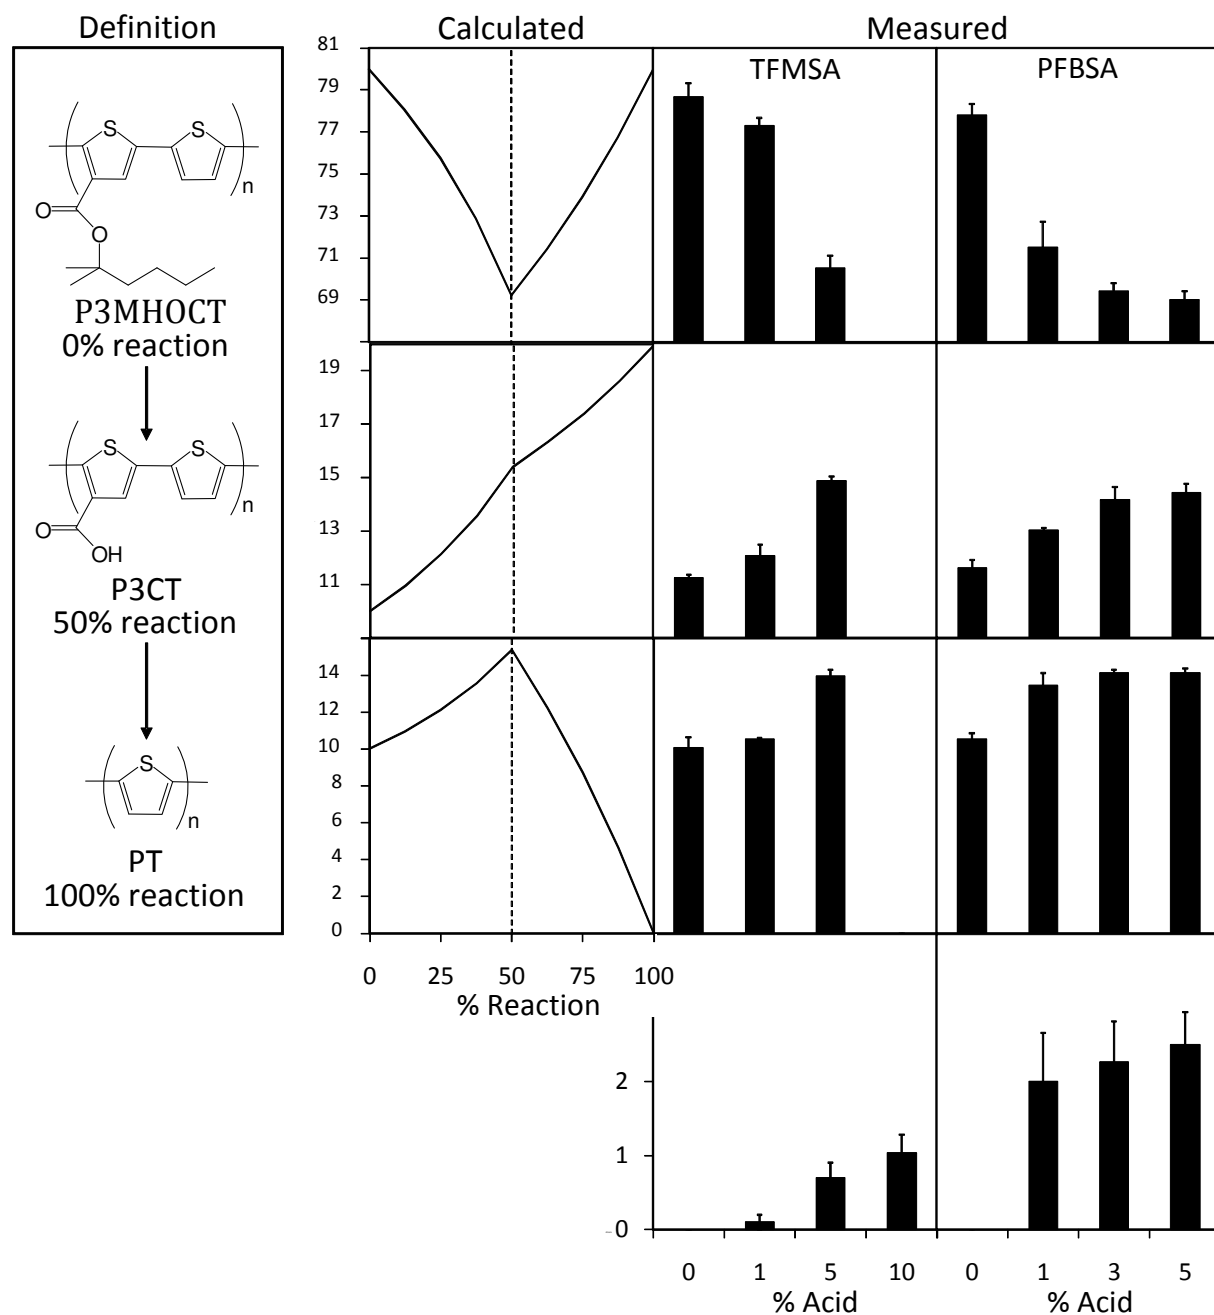 Definition
Calculated
Measured
TFMSA
PFBSA
S
S
n
O
O
P3MHOCT
0% reaction
S
S
n
O
OH
P3CT
50% reaction
S
n
PT
100% reaction
81
79
77
75
73
71
69
19
17
15
13
11
14
12
10
8
6
4
2
0
0 25 50 75 100
% Reaction
2
1
0
0 1 5 10 0 1 3 5
% Acid % Acid